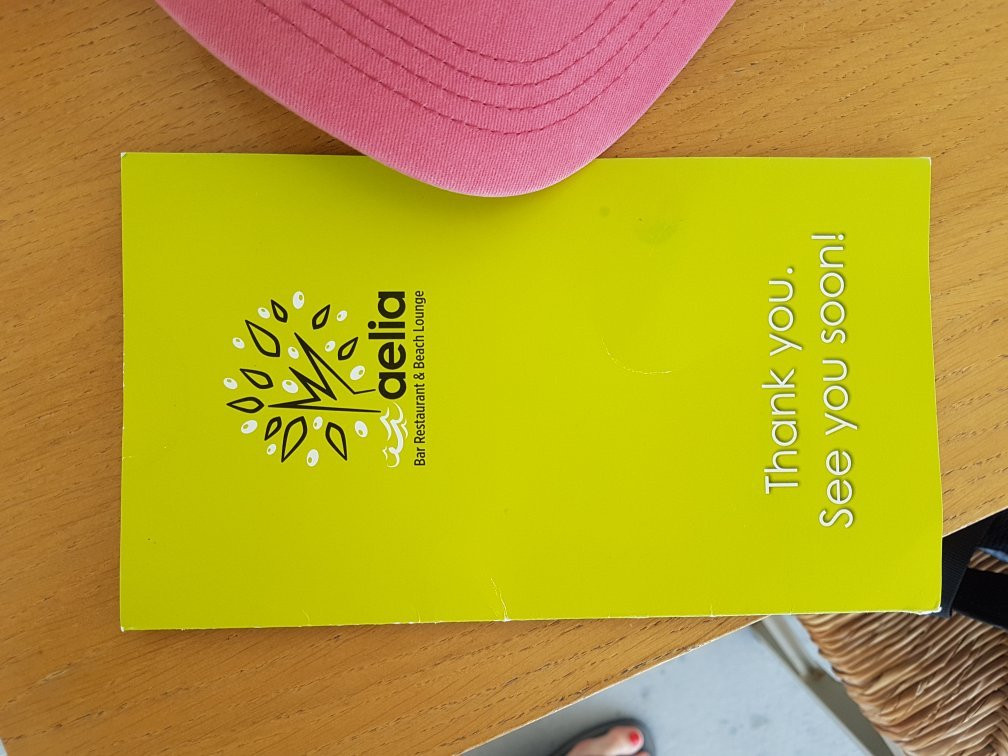 aelia
Bar Restaurant & Beach Lounge
Thank you.
See you soon!